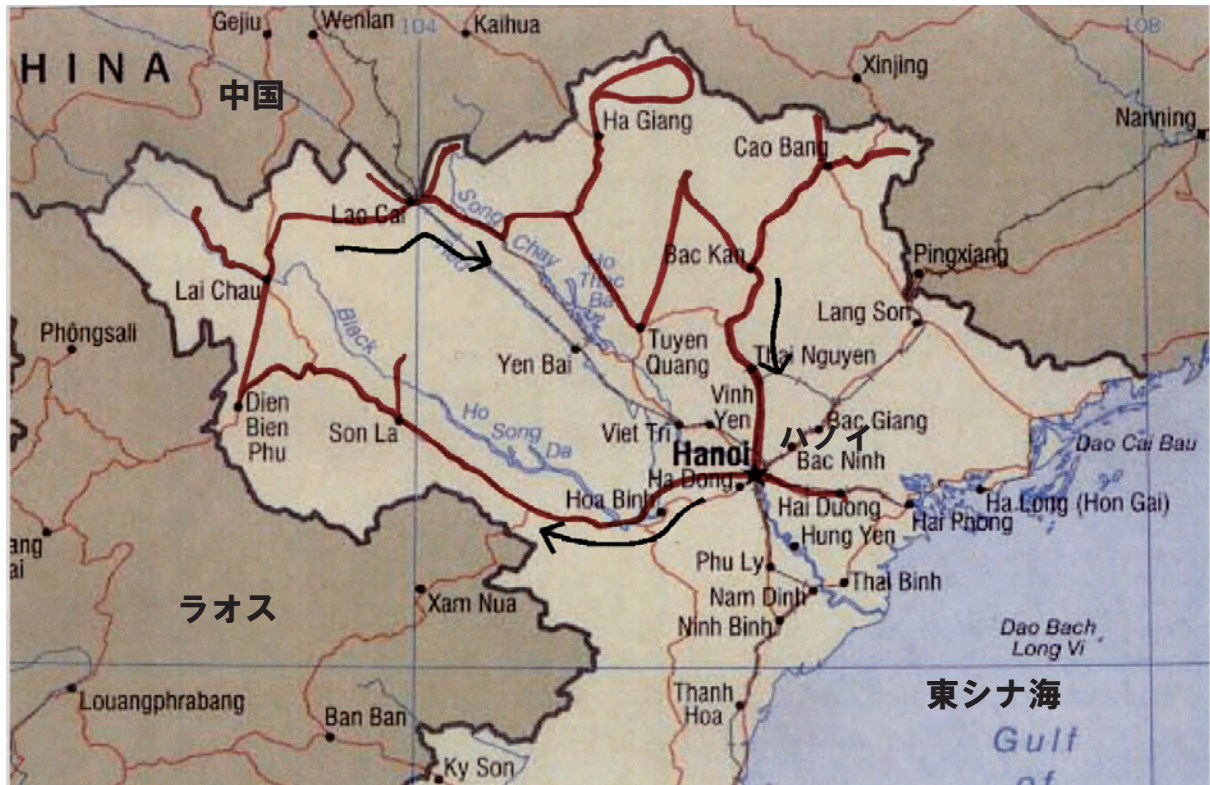 Gejiu
Wenlan
104
Kaihua
108
HINA
中国
Xinjing
Nanning
Ha Giang
Cao Bang
Lao Cai
Song
Chay
Ho
Thac
Ba
Bac Kan
Pingxiang
Lai Chau
Black
Lang Son
Phôngsali
Yen Bai
Tuyen
Quang
Thai Nguyen
Vinh
Yen
Dien
Bien
Phu
Son La
Ho
Song
Da
Viet Tri
ハノイ
Bac Giang
Dao Cai Bau
Hanoi
Bac Ninh
Ha Dong
Hoa Binh
Hai Duong
Ha Long (Hon Gai)
Hai Phong
Hung Yen
ang
ai
Phu Ly
Thai Binh
ラオス
Xam Nua
Nam Dinh
Ninh Binh
Dao Bach
Long Vi
Louangphrabang
Thanh
Hoa
東シナ海
Ban Ban
Gulf
of
Ky Son